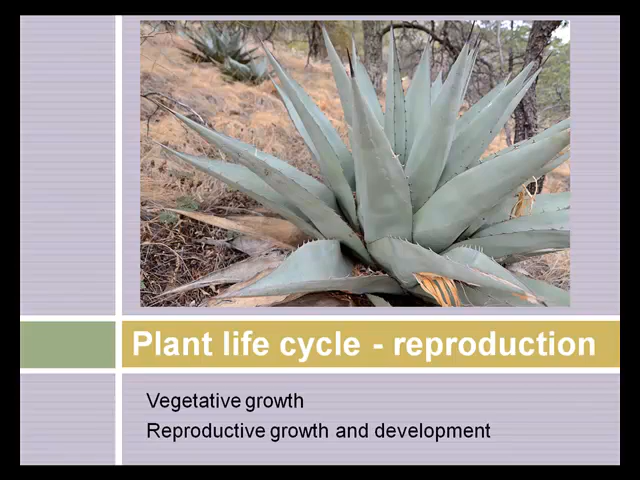 Plant life cycle - reproduction
Vegetative growth
Reproductive growth and development